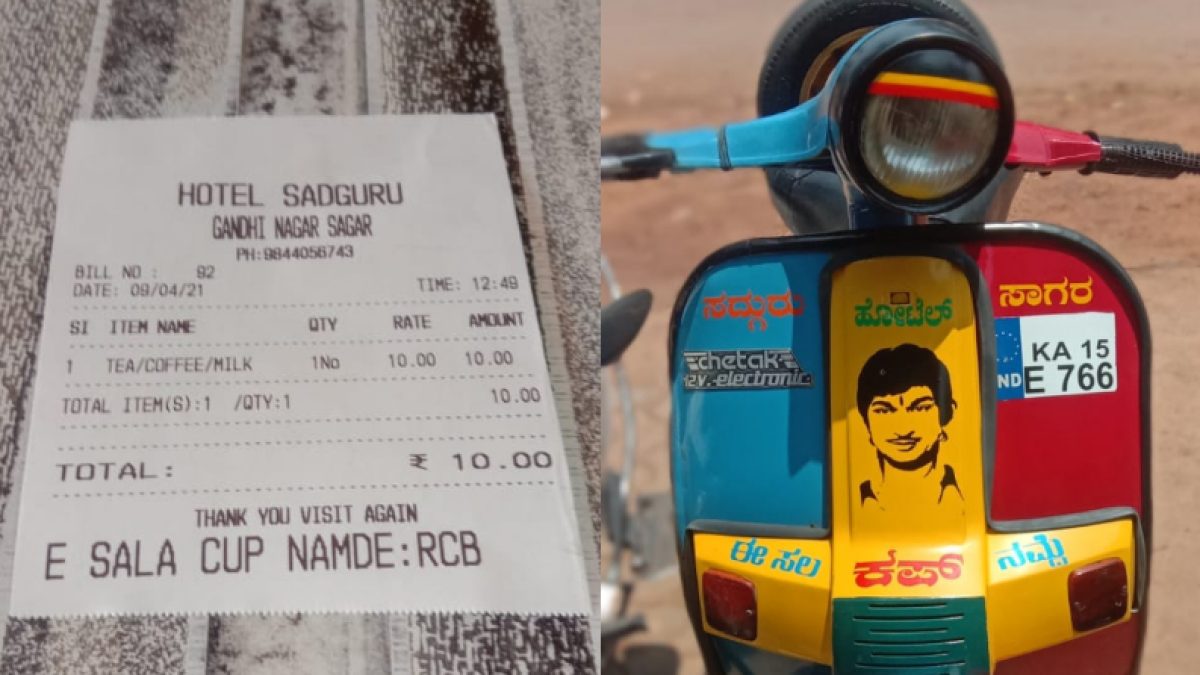 HOTEL SADGURU
GANDHI NAGAR SAGAR
PH:9844056743
BILL NO : 92
DATE: 09/04/21 TIME: 12:49
SI ITEM NAME QTY RATE AMOUNT
1 TEA/COFFEE/MILK 1No 10.00 10.00
TOTAL ITEM(S):1 /QTY:1 10.00
TOTAL: ₹ 10.00
THANK YOU VISIT AGAIN
E SALA CUP NAMDE:RCB
ಸದ್ಗುರು ಹೋಟೆಲ್ ಸಾಗರ
chetak
12V. electronic
IND
KA 15
E 766
ಈ ಸಲ ಕಪ್ ನಮ್ದೆ